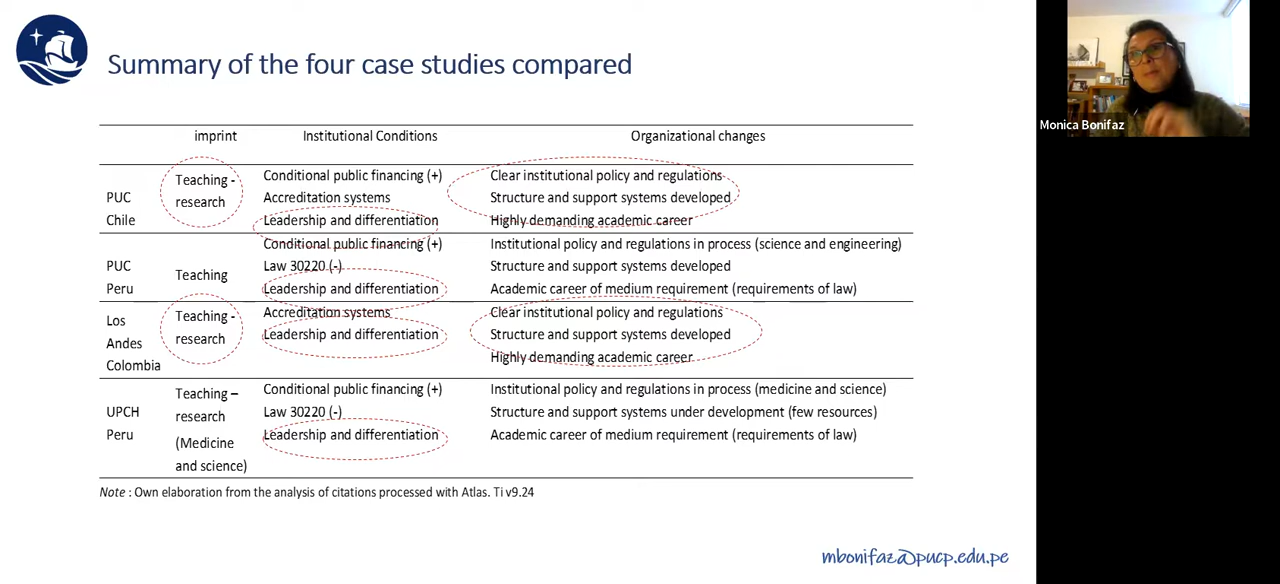 Summary of the four case studies compared
Monica Bonifaz
imprint Institutional Conditions Organizational changes
PUC
Chile
Teaching -
research
Conditional public financing (+)
Accreditation systems
Leadership and differentiation
Clear institutional policy and regulations
Structure and support systems developed
Highly demanding academic career
PUC
Peru
Teaching
Conditional public financing (+)
Law 30220 (-)
Leadership and differentiation
Institutional policy and regulations in process (science and engineering)
Structure and support systems developed
Academic career of medium requirement (requirements of law)
Los
Andes
Colombia
Teaching -
research
Accreditation systems
Leadership and differentiation
Clear institutional policy and regulations
Structure and support systems developed
Highly demanding academic career
UPCH
Peru
Teaching –
research
(Medicine
and science)
Conditional public financing (+)
Law 30220 (-)
Leadership and differentiation
Institutional policy and regulations in process (medicine and science)
Structure and support systems under development (few resources)
Academic career of medium requirement (requirements of law)
Note : Own elaboration from the analysis of citations processed with Atlas. Ti v9.24
mbonifaz@pucp.edu.pe